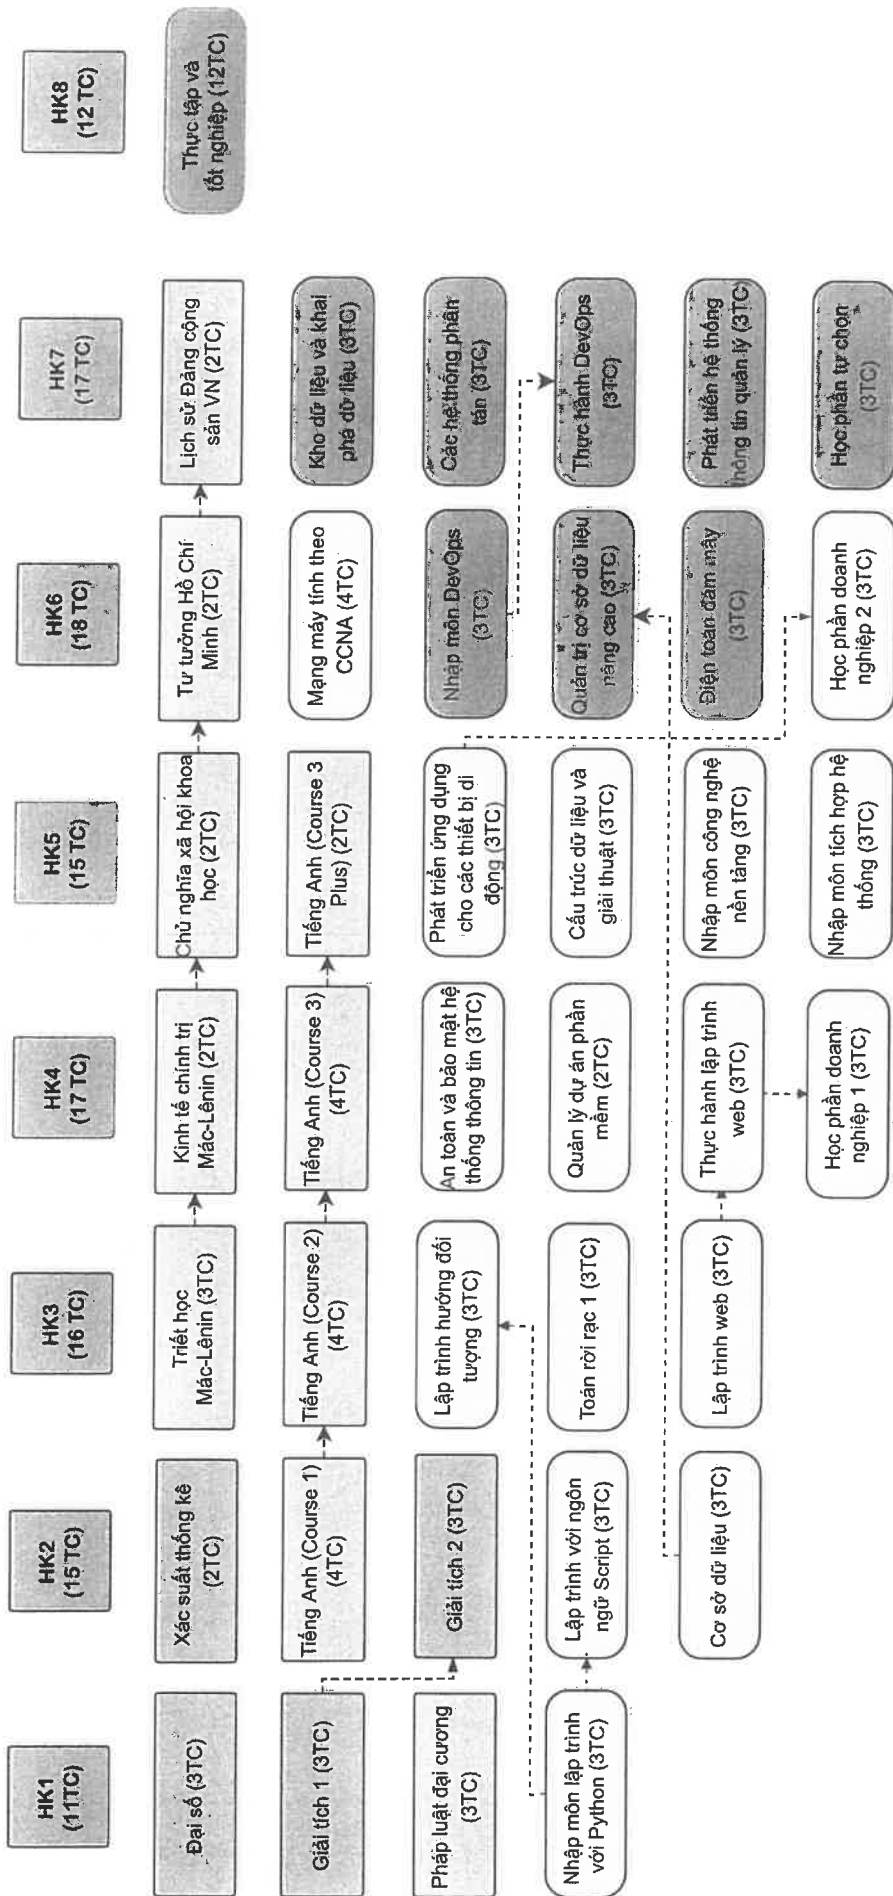 HK1
(11TC)
Đại số (3TC)
Giải tích 1 (3TC)
Pháp luật đại cương
(3TC)
Nhập môn lập trình
với Python (3TC)
HK2
(15TC)
Xác suất thống kê
(2TC)
Tiếng Anh (Course 1)
(4TC)
Giải tích 2 (3TC)
Lập trình với ngôn
ngữ Script (3TC)
Cơ sở dữ liệu (3TC)
HK3
(16 TC)
Triết học
Mác-Lênin (3TC)
Tiếng Anh (Course 2)
(4TC)
Lập trình hướng đối
tượng (3TC)
Toán rời rạc 1 (3TC)
Lập trình web (3TC)
HK4
(17 TC)
Kinh tế chính trị
Mác-Lênin (2TC)
Tiếng Anh (Course 3)
(4TC)
An toàn và bảo mật hệ
thống thông tin (3TC)
Quản lý dự án phần
mềm (2TC)
Thực hành lập trình
web (3TC)
Học phần doanh
nghiệp 1 (3TC)
HK5
(15 TC)
Chủ nghĩa xã hội khoa
học (2TC)
Tiếng Anh (Course 3
Plus) (2TC)
Phát triển ứng dụng
cho các thiết bị di
động (3TC)
Cấu trúc dữ liệu và
giải thuật (3TC)
Nhập môn công nghệ
nền tảng (3TC)
Nhập môn tích hợp hệ
thống (3TC)
HK6
(18 TC)
Tư tưởng Hồ Chí
Minh (2TC)
Mạng máy tính theo
CCNA (4TC)
Nhập môn DevOps
(3TC)
Quản trị cơ sở dữ liệu
nâng cao (3TC)
Điện toán đám mây
(3TC)
Học phần doanh
nghiệp 2 (3TC)
HK7
(17 TC)
Lịch sử Đảng cộng
sản VN (2TC)
Kho dữ liệu và khai
phá dữ liệu (3TC)
Các hệ thống phân
tán (3TC)
Thực hành DevOps
(3TC)
Phát triển hệ thống
thông tin quản lý (3TC)
Học phần tự chọn
(3TC)
HK8
(12 TC)
Thực tập và
tốt nghiệp (12TC)